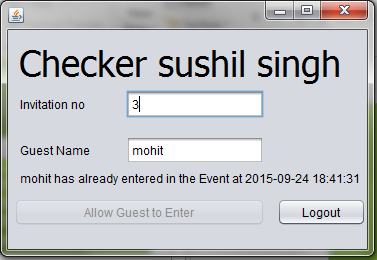 Checker sushil singh
Invitation no 3
Guest Name mohit
mohit has already entered in the Event at 2015-09-24 18:41:31
Allow Guest to Enter Logout